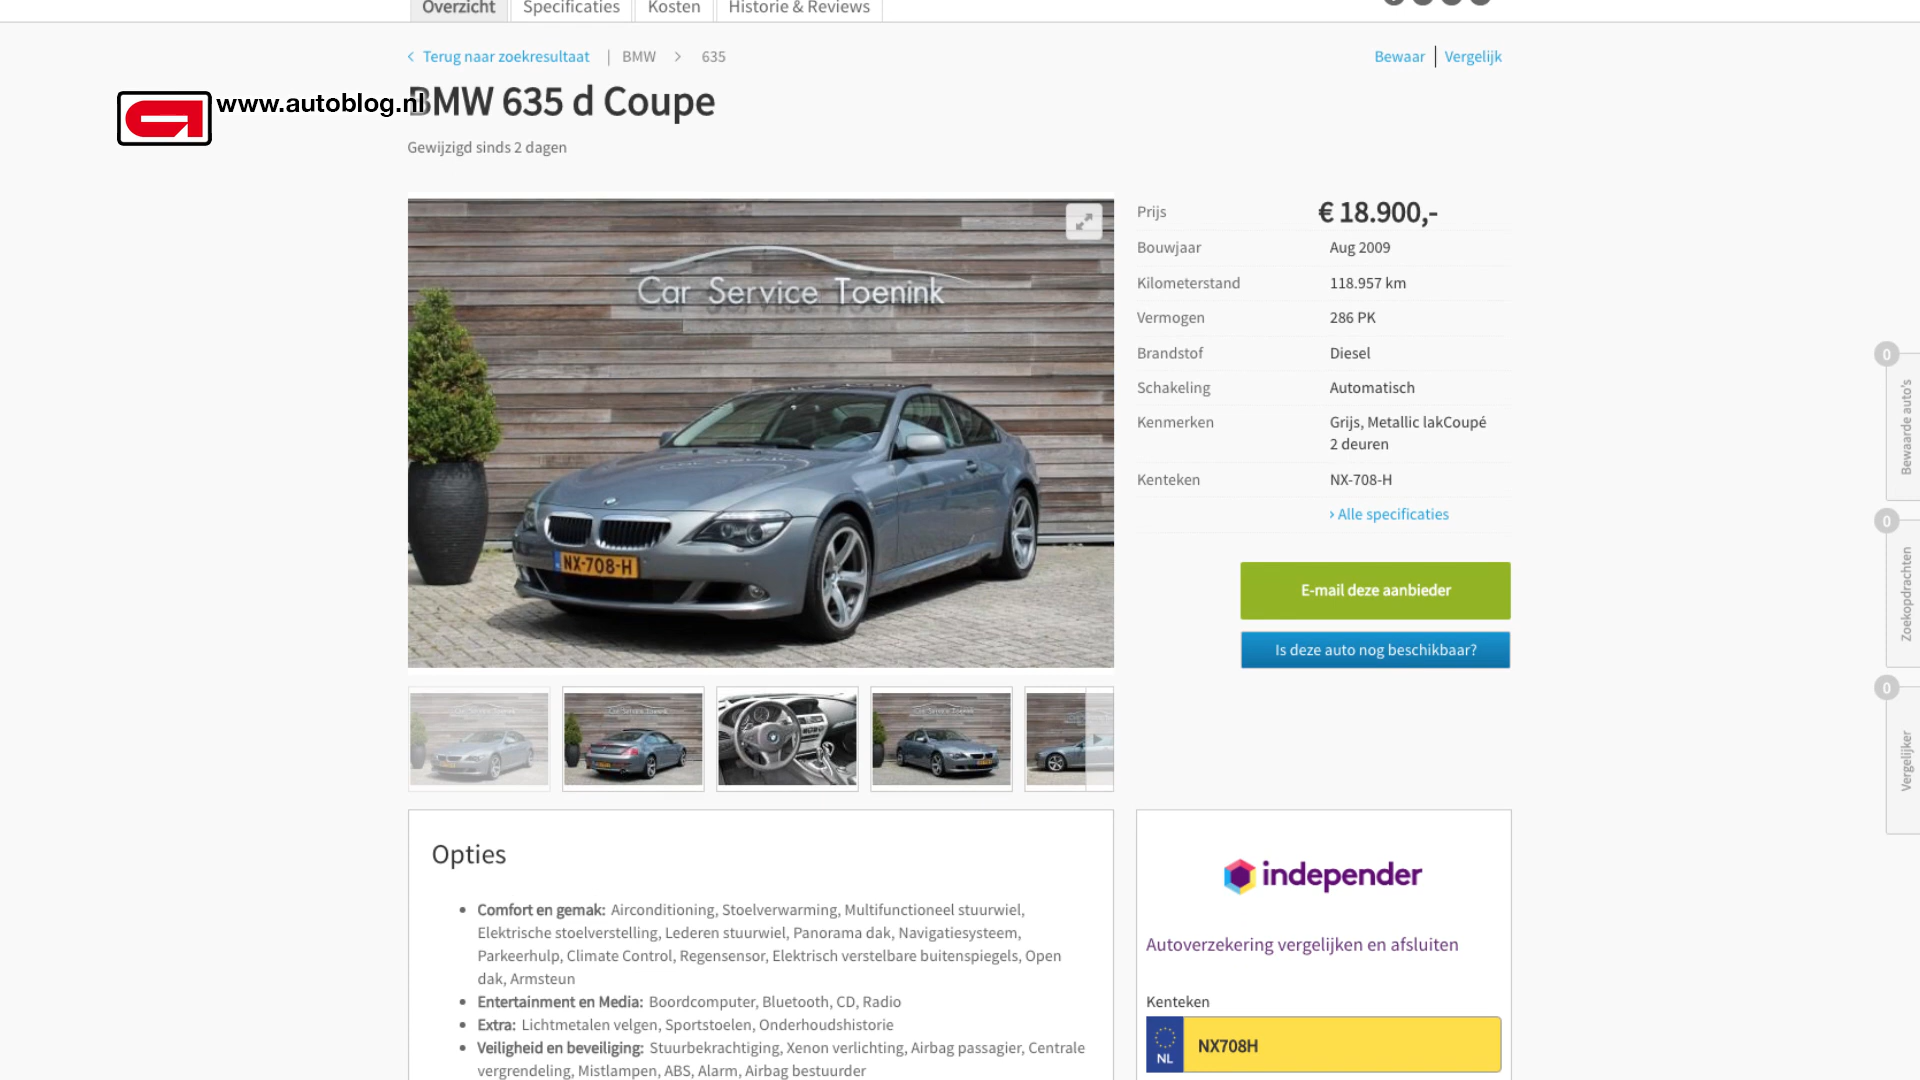 Overzicht
Specificaties
Kosten
Historie & Reviews
Terug naar zoekresultaat | BMW > 635
Bewaar | Vergelijk
www.autoblog.nl
BMW 635 d Coupe
Gewijzigd sinds 2 dagen
Car Service Toenink
NX-708-H
Prijs € 18.900,-
Bouwjaar Aug 2009
Kilometerstand 118.957 km
Vermogen 286 PK
Brandstof Diesel
Schakeling Automatisch
Kenmerken Grijs, Metallic lakCoupé
2 deuren
Kenteken NX-708-H
› Alle specificaties
E-mail deze aanbieder
Is deze auto nog beschikbaar?
0
Bewaarde auto's
0
Zoekopdrachten
0
Vergelijker
Opties
• Comfort en gemak: Airconditioning, Stoelverwarming, Multifunctioneel stuurwiel,
Elektrische stoelverstelling, Lederen stuurwiel, Panorama dak, Navigatiesysteem,
Parkeerhulp, Climate Control, Regensensor, Elektrisch verstelbare buitenspiegels, Open
dak, Armsteun
• Entertainment en Media: Boordcomputer, Bluetooth, CD, Radio
• Extra: Lichtmetalen velgen, Sportstoelen, Onderhoudshistorie
• Veiligheid en beveiliging: Stuurbekrachtiging, Xenon verlichting, Airbag passagier, Centrale
vergrendeling, Mistlampen, ABS, Alarm, Airbag bestuurder
independer
Autoverzekering vergelijken en afsluiten
Kenteken
NL NX708H